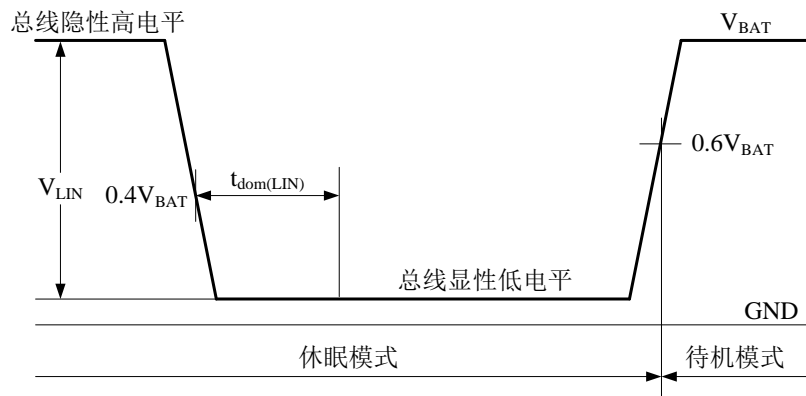 总线隐性高电平
V_BAT
0.6V_BAT
t_dom(LIN)
V_LIN
0.4V_BAT
总线显性低电平
GND
休眠模式
待机模式